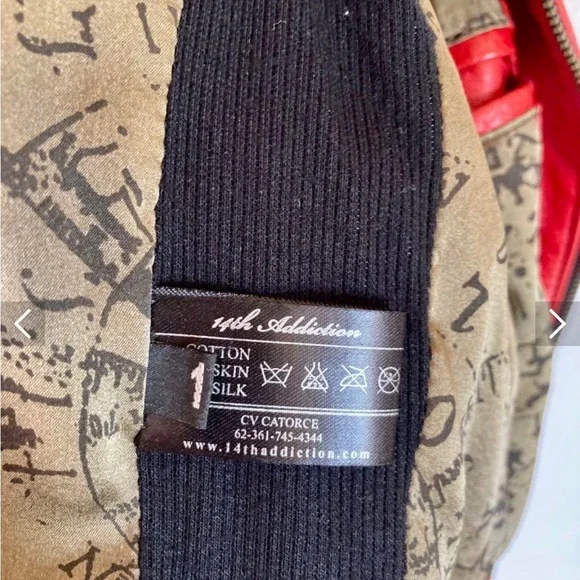 14th Addiction
COTTON
SKIN
SILK
1
CV CATORCE
62-361-745-4344
www.14thaddiction.com